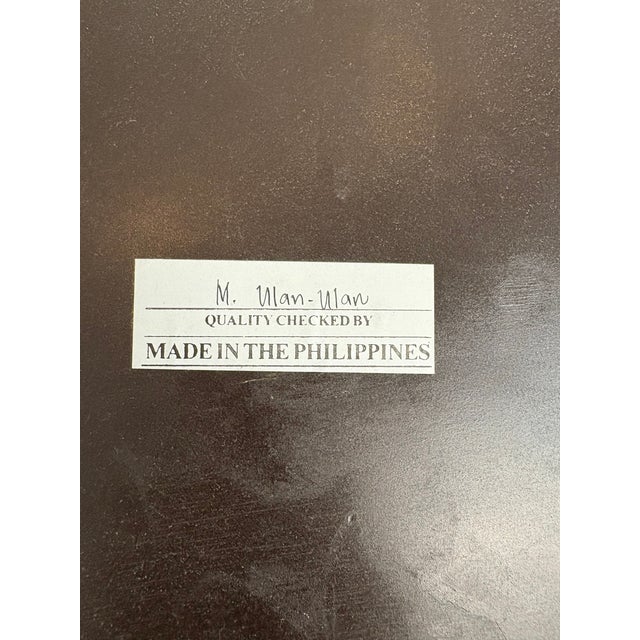 M. Ulan-Ulan
QUALITY CHECKED BY
MADE IN THE PHILIPPINES